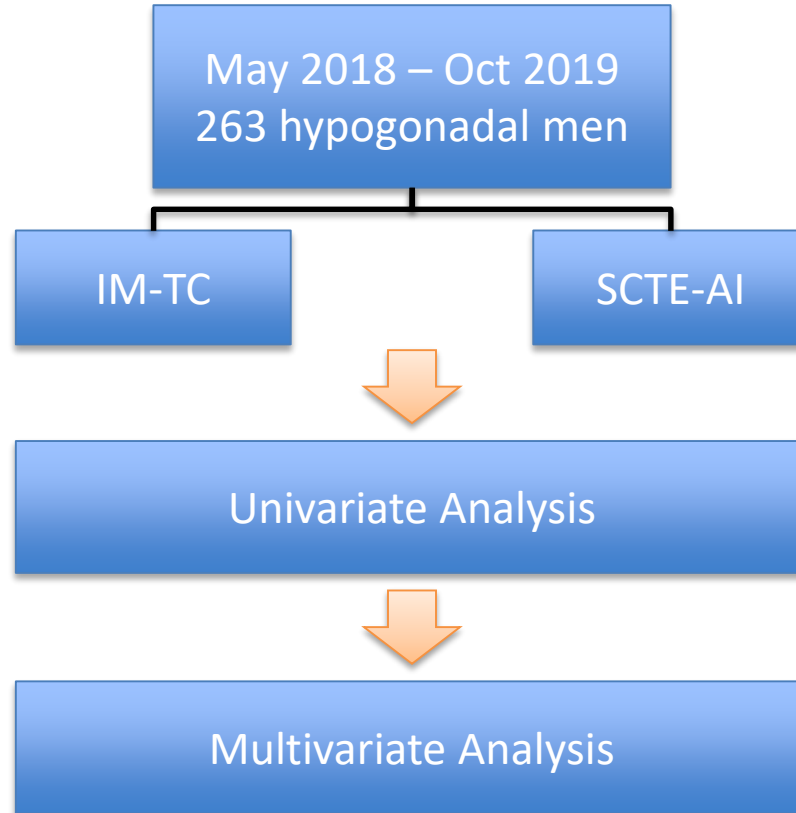 May 2018 – Oct 2019
263 hypogonadal men
IM-TC
SCTE-AI
Univariate Analysis
Multivariate Analysis